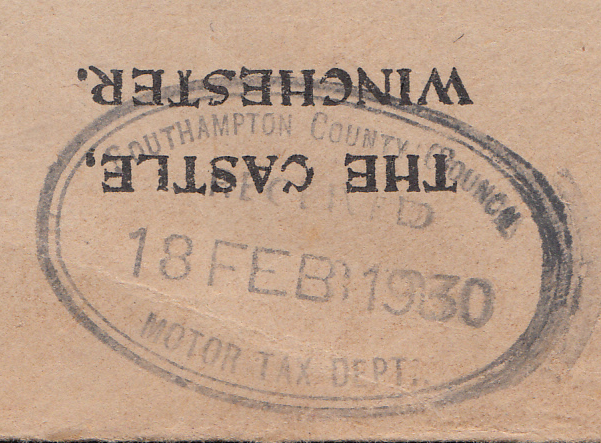 THE CASTLE,
WINCHESTER.
SOUTHAMPTON COUNTY COUNCIL
RECEIVED
18 FEB 1930
MOTOR TAX DEPT.